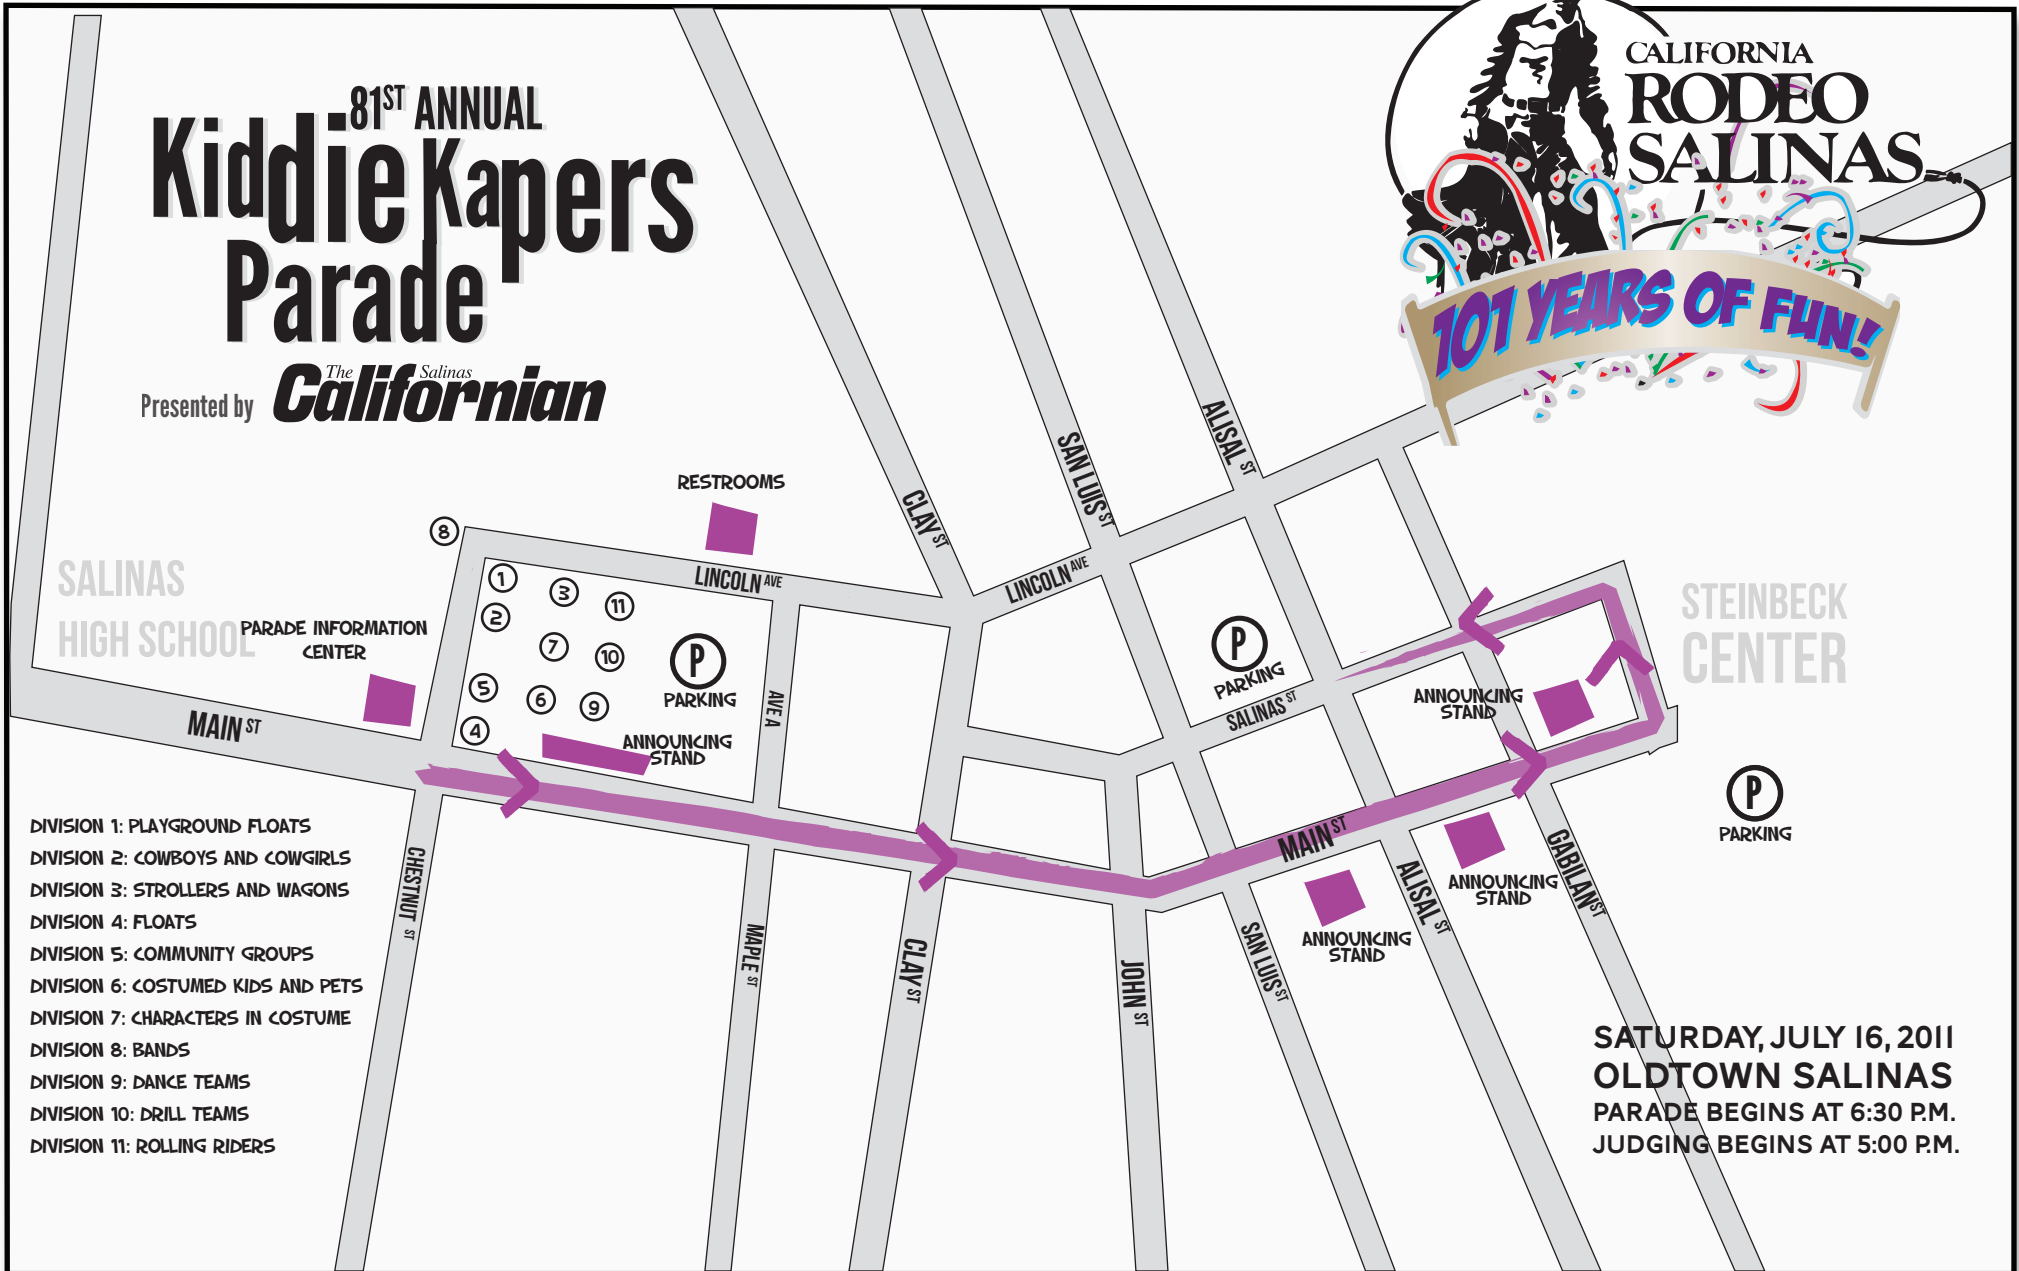 81ST ANNUAL
Kiddie Kapers
Parade
Presented by The Salinas Californian
CALIFORNIA
RODEO
SALINAS
101 YEARS OF FUN!
CLAY ST
SAN LUIS ST
ALISAL ST
RESTROOMS
8
LINCOLN AVE
LINCOLN AVE
SALINAS
HIGH SCHOOL
PARADE INFORMATION
CENTER
1
3
11
2
7
10
5
6
9
4
P
PARKING
AVE A
ANNOUNCING
STAND
P
PARKING
SALINAS ST
ANNOUNCING
STAND
STEINBECK
CENTER
P
PARKING
MAIN ST
MAIN ST
CHESTNUT ST
MAPLE ST
CLAY ST
JOHN ST
SAN LUIS ST
ALISAL ST
GABILAN ST
ANNOUNCING
STAND
ANNOUNCING
STAND
DIVISION 1: PLAYGROUND FLOATS
DIVISION 2: COWBOYS AND COWGIRLS
DIVISION 3: STROLLERS AND WAGONS
DIVISION 4: FLOATS
DIVISION 5: COMMUNITY GROUPS
DIVISION 6: COSTUMED KIDS AND PETS
DIVISION 7: CHARACTERS IN COSTUME
DIVISION 8: BANDS
DIVISION 9: DANCE TEAMS
DIVISION 10: DRILL TEAMS
DIVISION 11: ROLLING RIDERS
SATURDAY, JULY 16, 2011
OLDTOWN SALINAS
PARADE BEGINS AT 6:30 P.M.
JUDGING BEGINS AT 5:00 P.M.